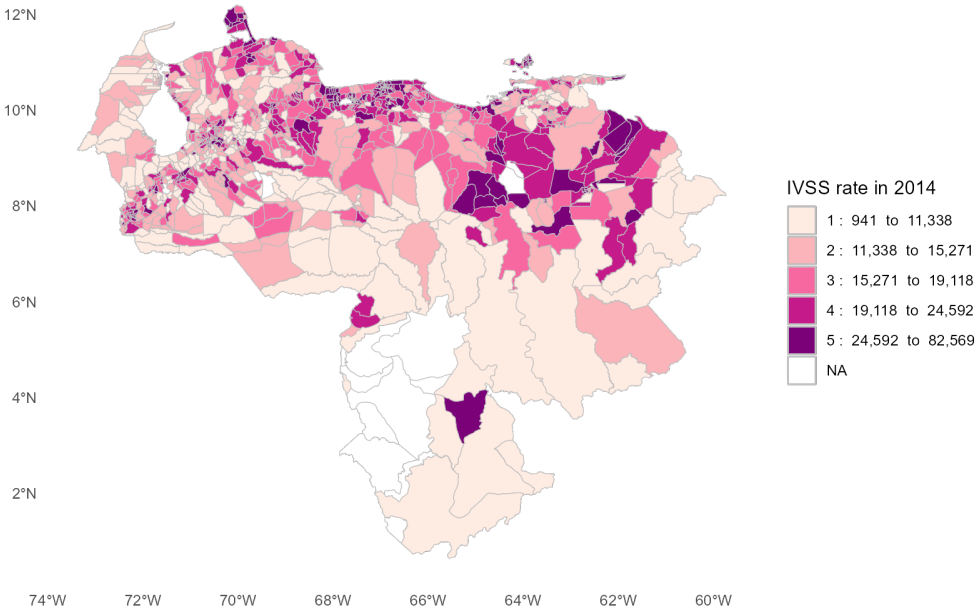 12°N
10°N
8°N
6°N
4°N
2°N
74°W 72°W 70°W 68°W 66°W 64°W 62°W 60°W
IVSS rate in 2014
1 : 941 to 11,338
2 : 11,338 to 15,271
3 : 15,271 to 19,118
4 : 19,118 to 24,592
5 : 24,592 to 82,569
NA